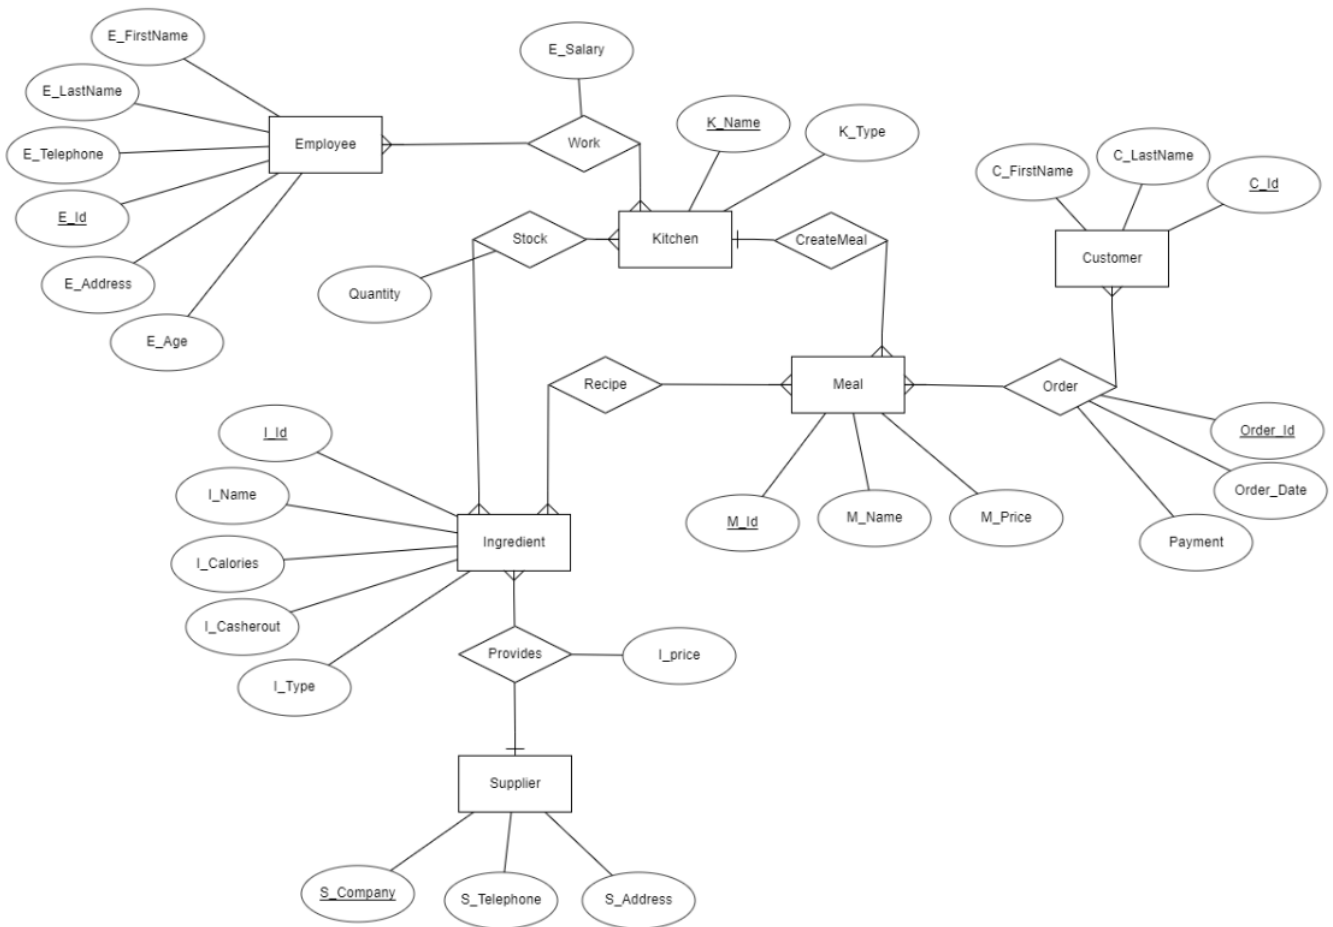 E_FirstName
E_Salary
E_LastName
K_Name
K_Type
Employee
Work
E_Telephone
C_FirstName
C_LastName
C_Id
E_Id
Stock
Kitchen
CreateMeal
Customer
E_Address
Quantity
E_Age
Recipe
Meal
Order
I_Id
Order_Id
I_Name
Order_Date
M_Id
M_Name
M_Price
Ingredient
Payment
I_Calories
I_Casherout
Provides
I_price
I_Type
Supplier
S_Company
S_Telephone
S_Address